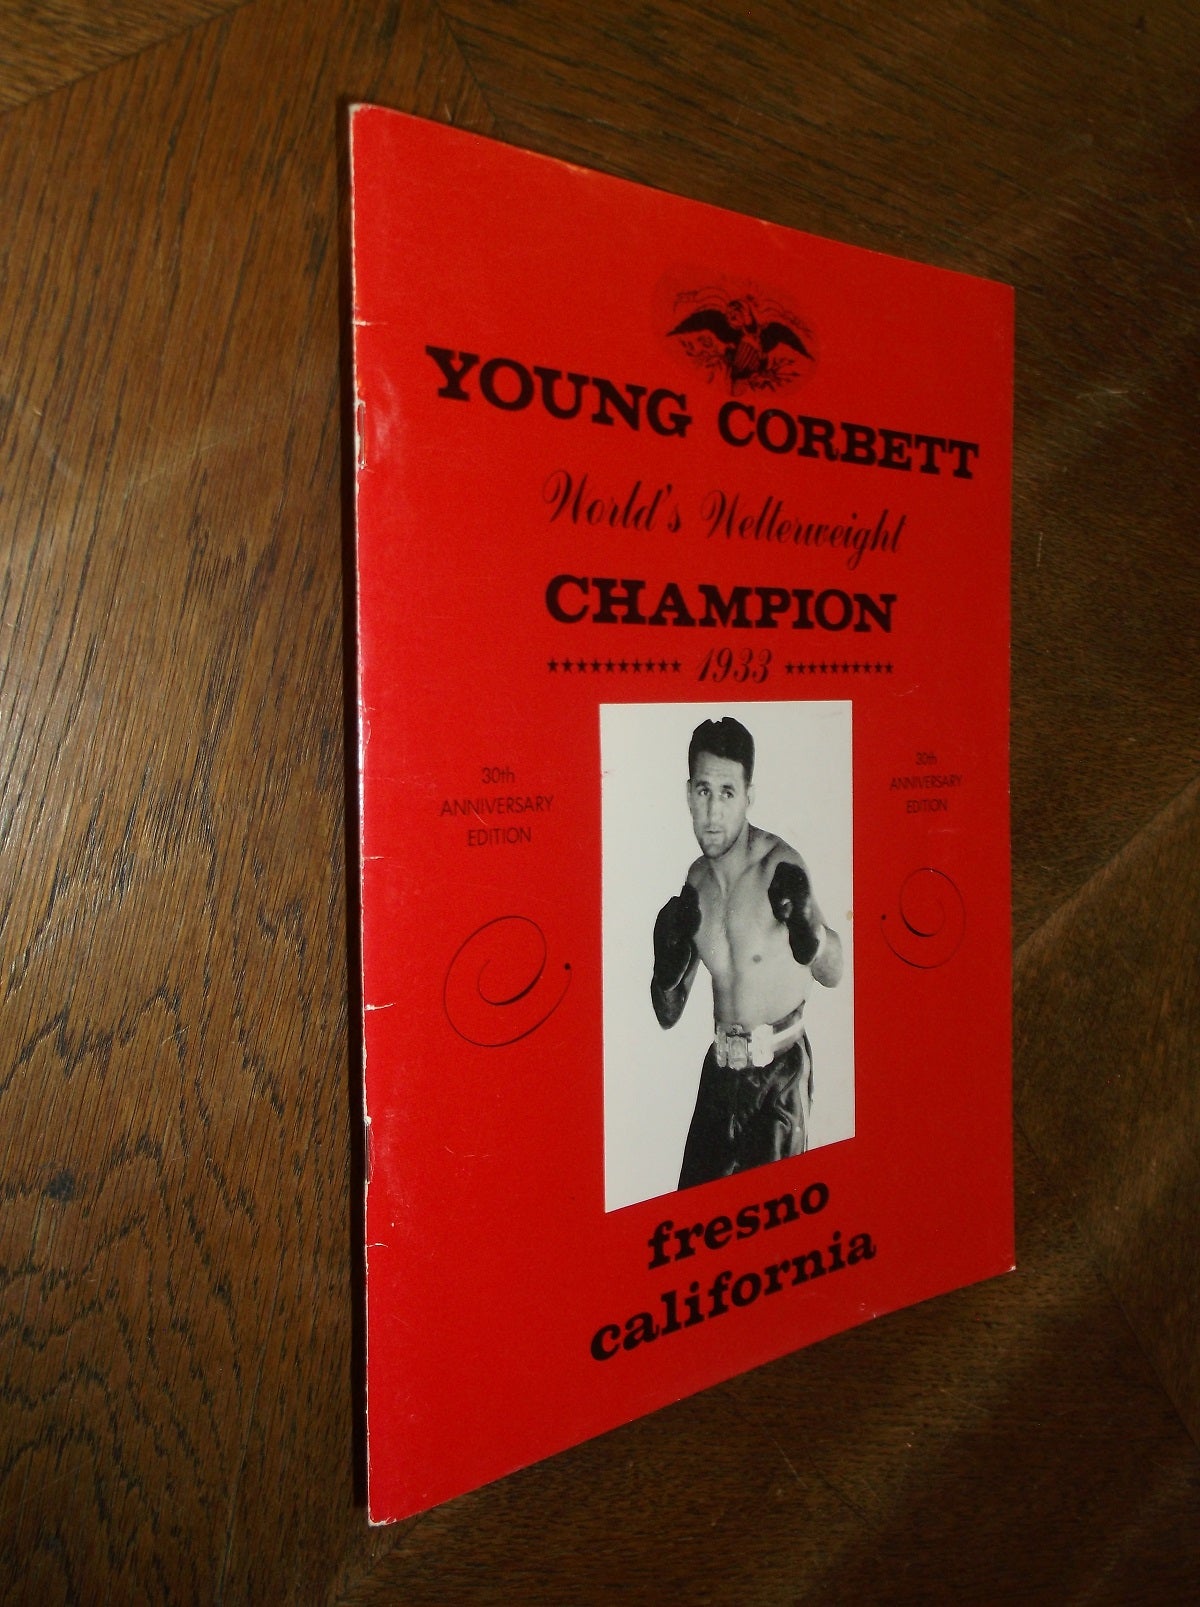 YOUNG CORBETT
World's Welterweight
CHAMPION
1933
30th
ANNIVERSARY
EDITION
30th
ANNIVERSARY
EDITION
fresno
california